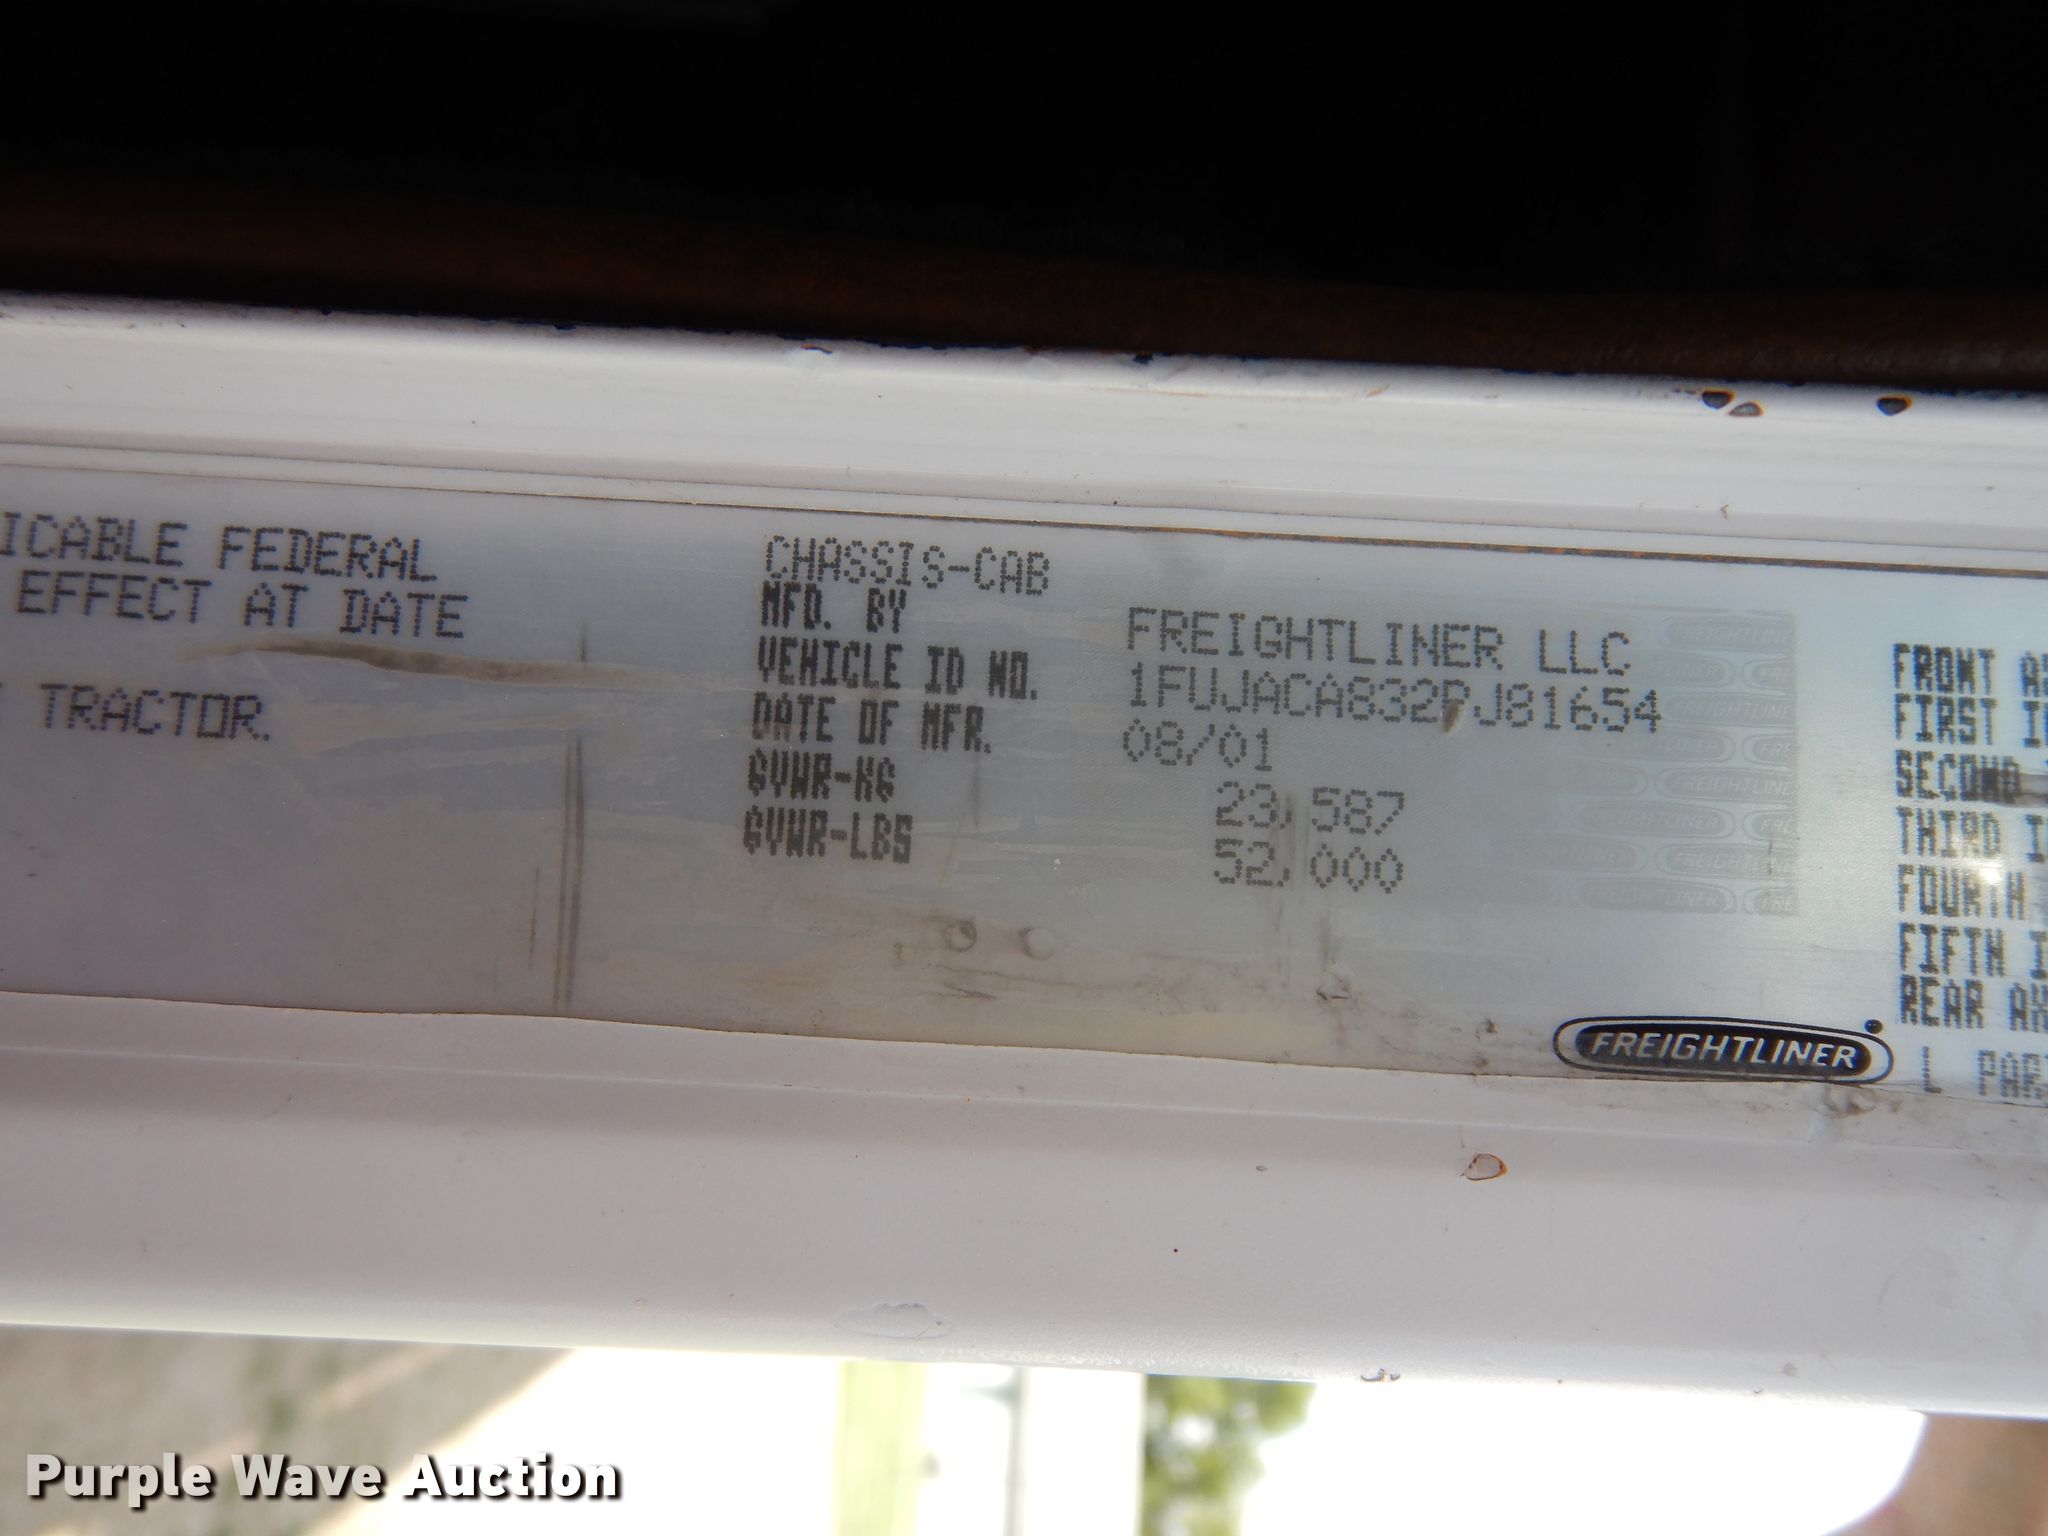 ICABLE FEDERAL
EFFECT AT DATE
TRACTOR.
CHASSIS-CAB
MFD. BY FREIGHTLINER LLC
VEHICLE ID NO. 1FUJACA832PJ81654
DATE OF MFR. 08/01
GVWR-KG 23, 587
GVWR-LBS 52, 000
FRONT
FIRST
SECOND
THIRD
FOURTH
FIFTH
REAR
FREIGHTLINER
Purple Wave Auction